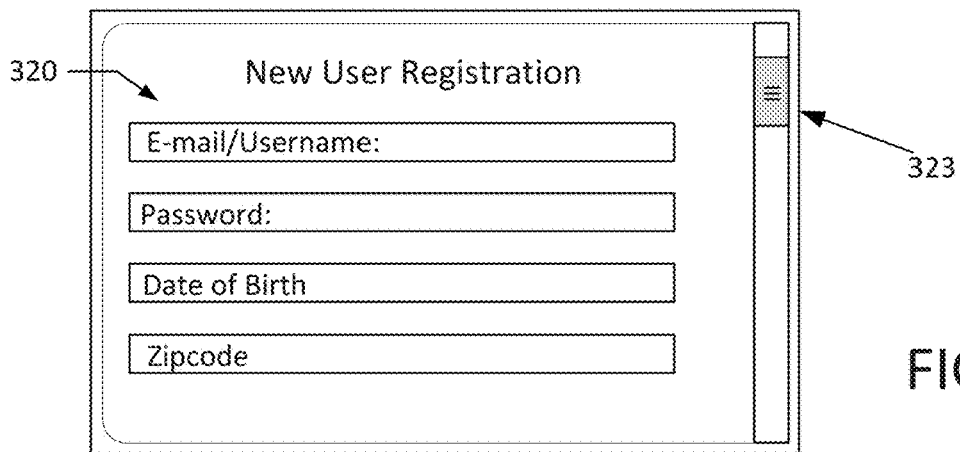 320
New User Registration
E-mail/Username:
323
Password:
Date of Birth
Zipcode